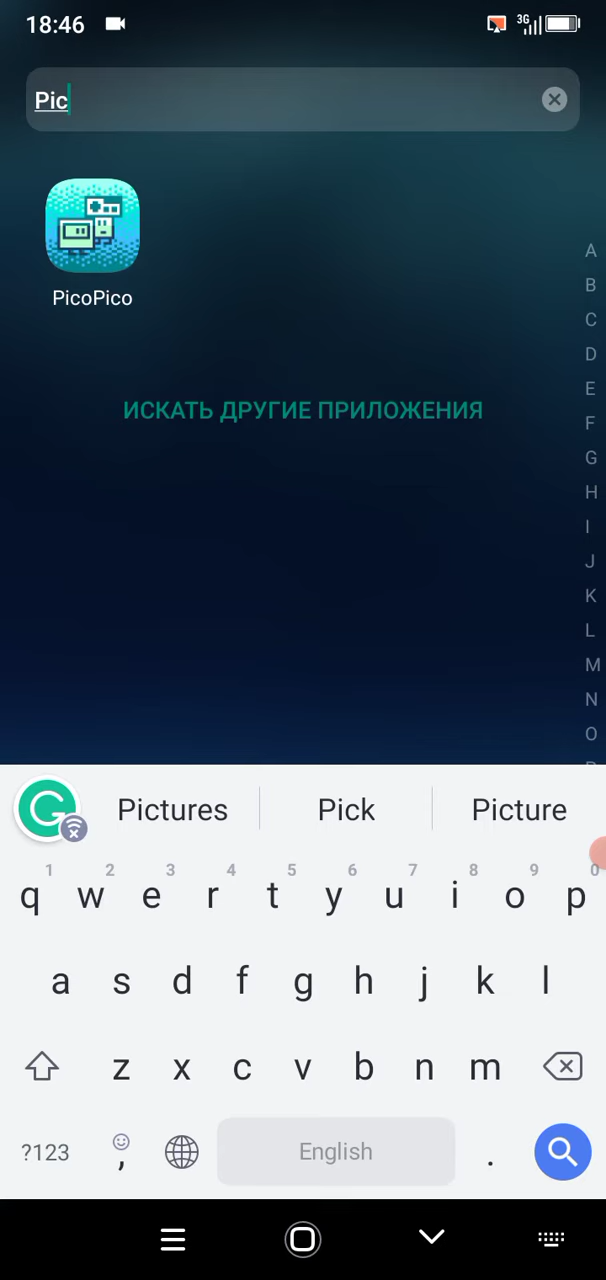 18:46
3G
Pic
PicoPico
ИСКАТЬ ДРУГИЕ ПРИЛОЖЕНИЯ
A
B
C
D
E
F
G
H
I
J
K
L
M
N
O
Pictures Pick Picture
1 2 3 4 5 6 7 8 9 0
q w e r t y u i o p
a s d f g h j k l
z x c v b n m
?123 , English .